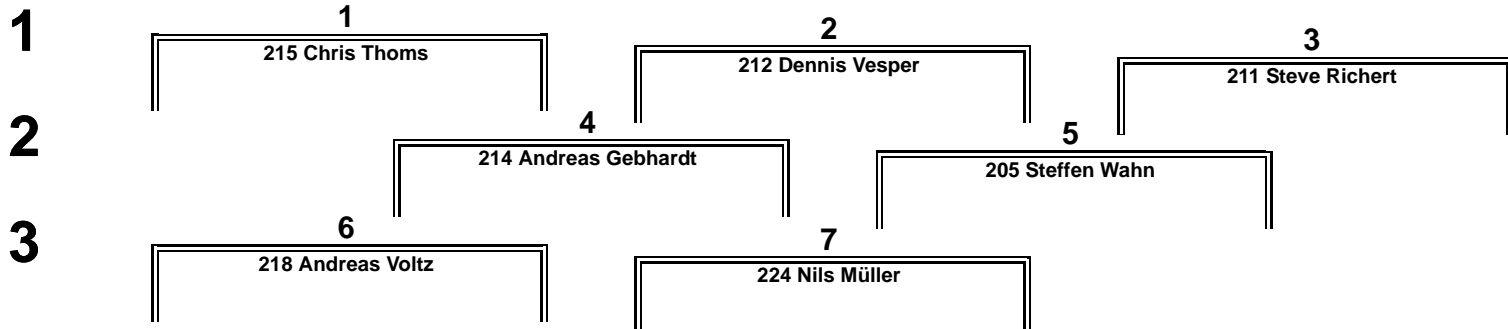 1
1
215 Chris Thoms
2
212 Dennis Vesper
3
211 Steve Richert
2
4
214 Andreas Gebhardt
5
205 Steffen Wahn
3
6
218 Andreas Voltz
7
224 Nils Müller